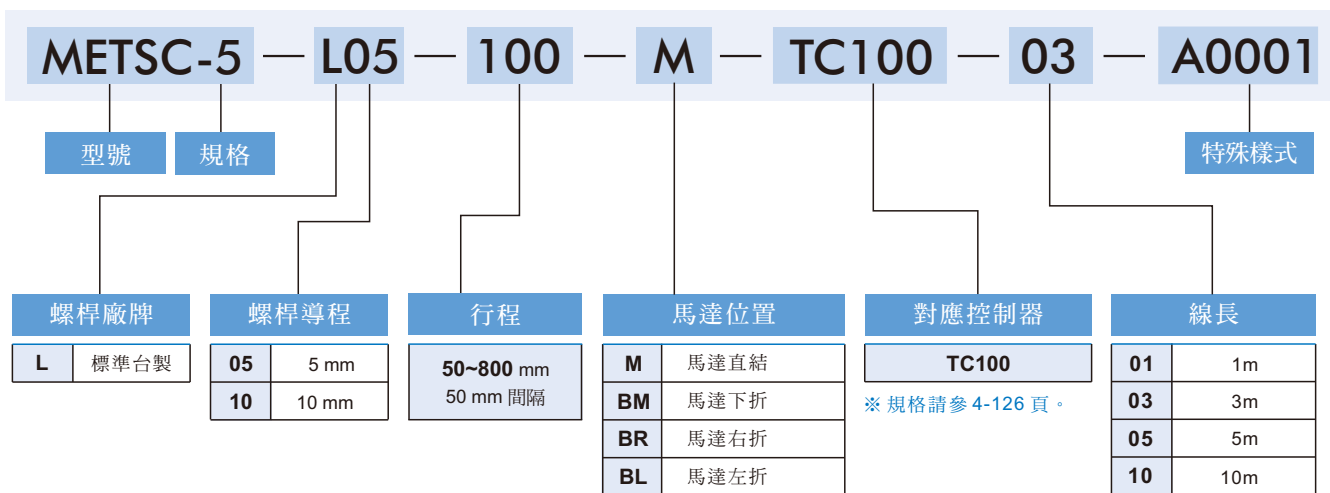 METSC-5 — L05 — 100 — M — TC100 — 03 — A0001
型號 規格 特殊樣式
螺桿廠牌
L 標準台製
螺桿導程
05 5 mm
10 10 mm
行程
50~800 mm
50 mm 間隔
馬達位置
M 馬達直結
BM 馬達下折
BR 馬達右折
BL 馬達左折
對應控制器
TC100
※ 規格請參 4-126 頁。
線長
01 1m
03 3m
05 5m
10 10m